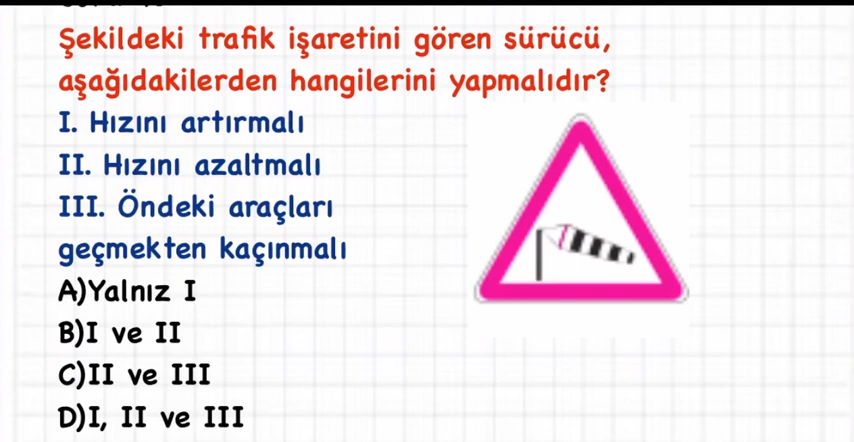 Şekildeki trafik işaretini gören sürücü,
aşağıdakilerden hangilerini yapmalıdır?
I. Hızını artırmalı
II. Hızını azaltmalı
III. Öndeki araçları
geçmekten kaçınmalı
A)Yalnız I
B)I ve II
C)II ve III
D)I, II ve III